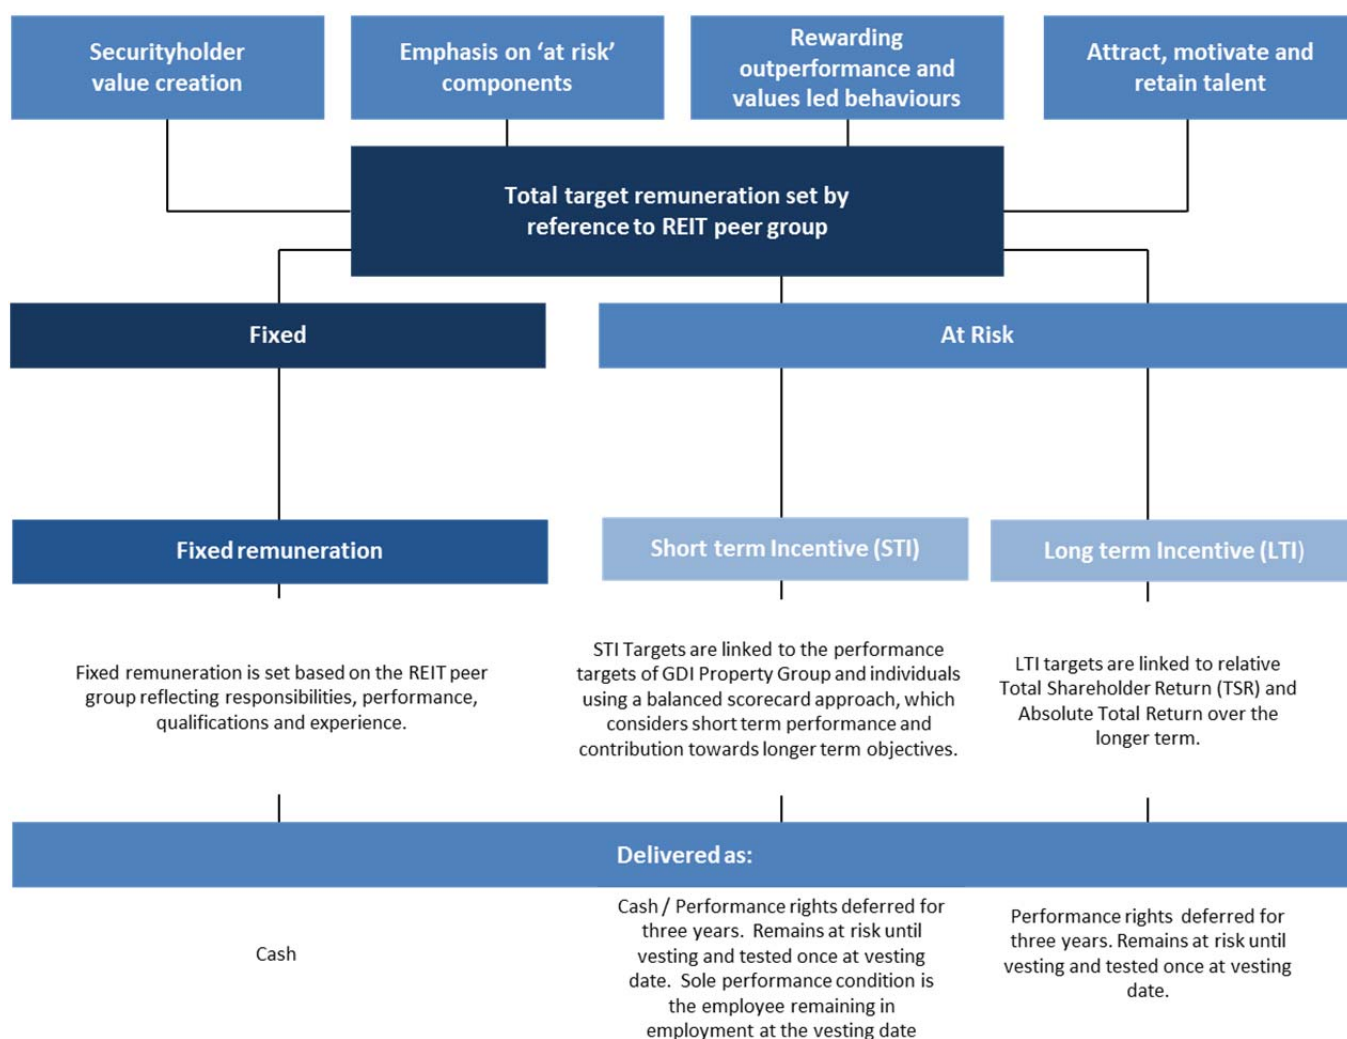 Securityholder
value creation
Emphasis on ‘at risk’
components
Rewarding
outperformance and
values led behaviours
Attract, motivate and
retain talent
Total target remuneration set by
reference to REIT peer group
Fixed
At Risk
Fixed remuneration
Short term Incentive (STI)
Long term Incentive (LTI)
Fixed remuneration is set based on the REIT peer
group reflecting responsibilities, performance,
qualifications and experience.
STI Targets are linked to the performance
targets of GDI Property Group and individuals
using a balanced scorecard approach, which
considers short term performance and
contribution towards longer term objectives.
LTI targets are linked to relative
Total Shareholder Return (TSR) and
Absolute Total Return over the
longer term.
Delivered as:
Cash
Cash / Performance rights deferred for
three years. Remains at risk until
vesting and tested once at vesting
date. Sole performance condition is
the employee remaining in
employment at the vesting date
Performance rights deferred for
three years. Remains at risk until
vesting and tested once at vesting
date.